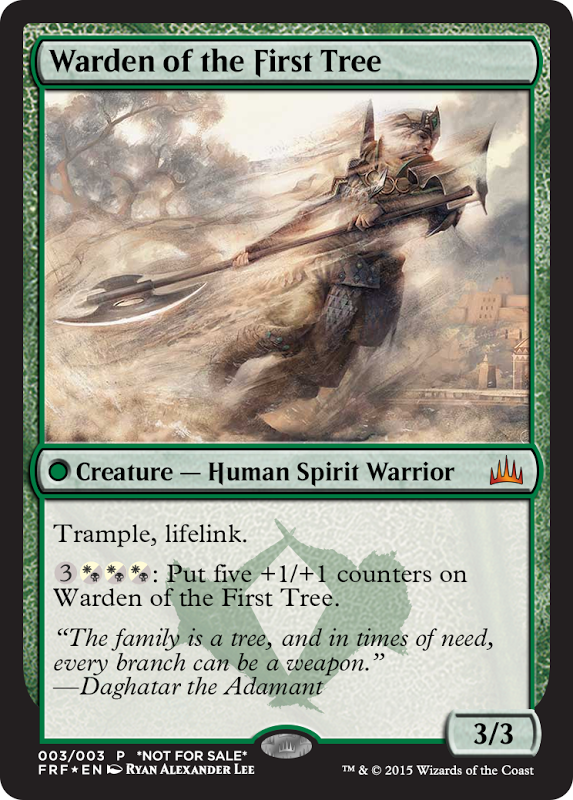 Warden of the First Tree
Creature — Human Spirit Warrior
Trample, lifelink.
3 : Put five +1/+1 counters on
Warden of the First Tree.
“The family is a tree, and in times of need,
every branch can be a weapon.”
—Daghatar the Adamant
3/3
003/003 P *NOT FOR SALE*
FRF★EN Ryan Alexander Lee
™ & © 2015 Wizards of the Coast